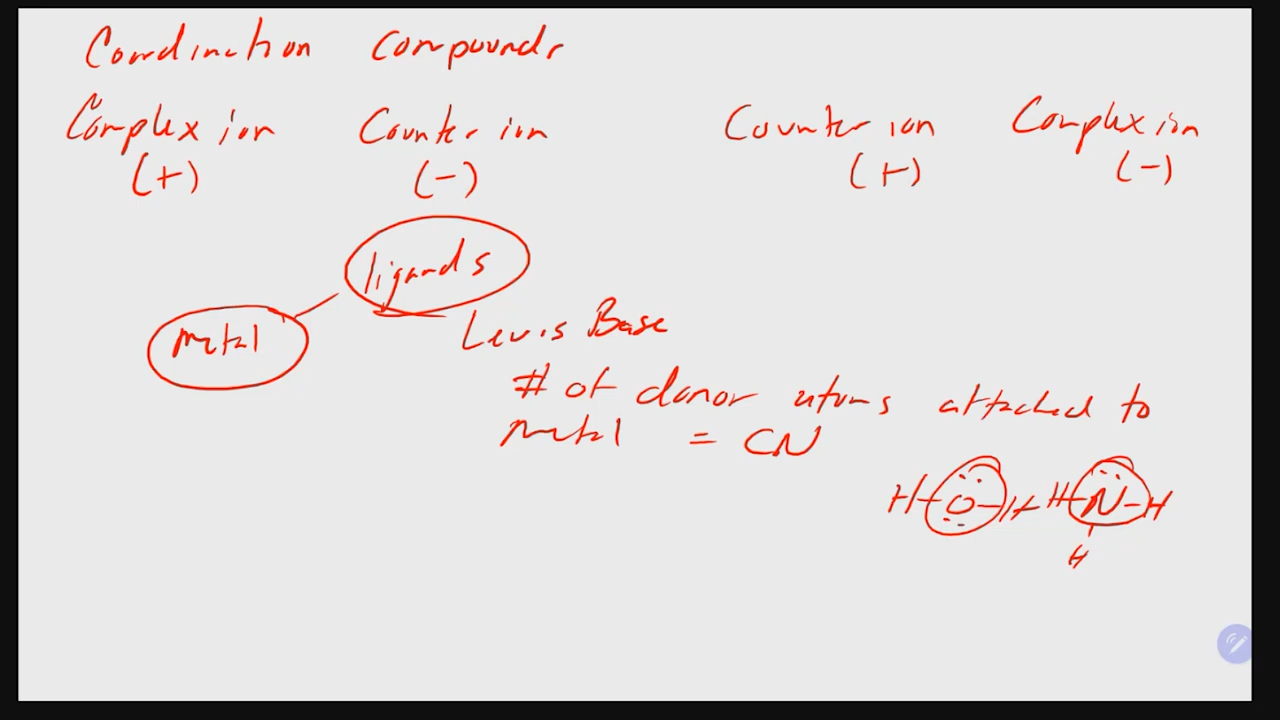 Coordination Compounds
Complex ion Counter ion Counter ion Complex ion
(+) (-) (+) (-)
ligands
metal
Lewis Base
# of donor atoms attached to
metal = CN
H-O-H H-N-H
H